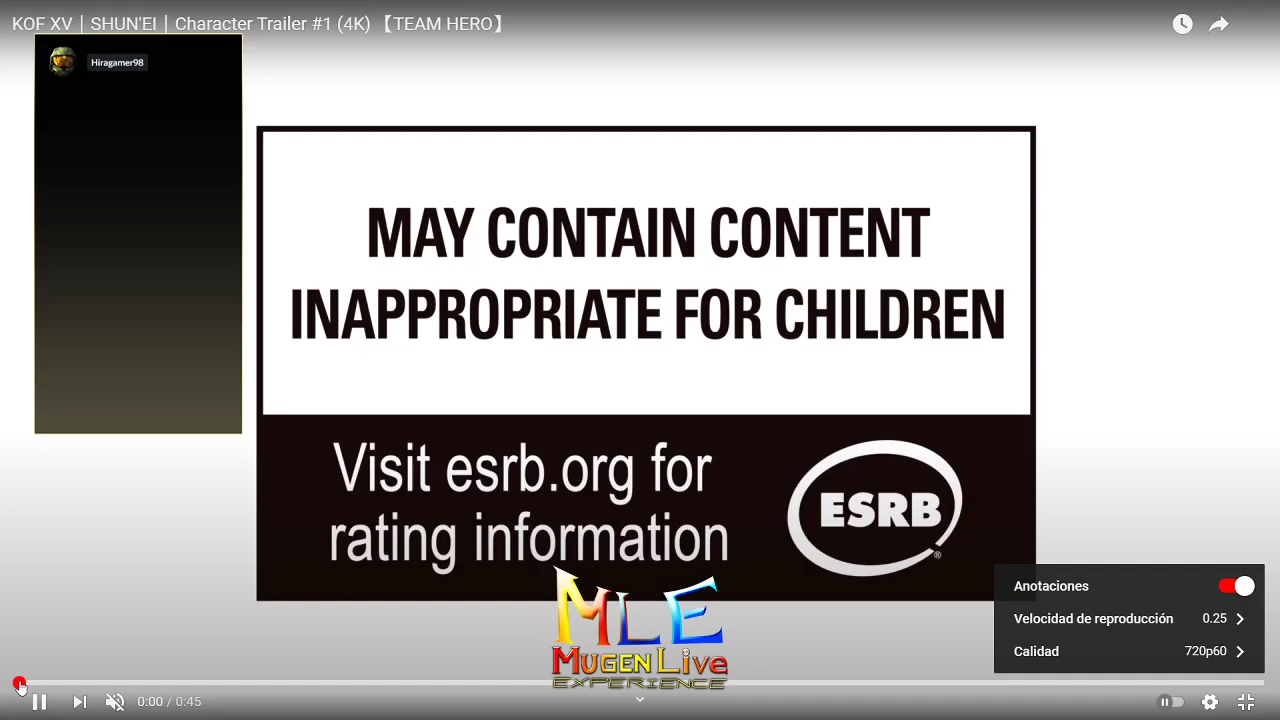 KOF XV｜SHUN'EI｜Character Trailer #1 (4K) 【TEAM HERO】
Hiragamer98
MAY CONTAIN CONTENT
INAPPROPRIATE FOR CHILDREN
Visit esrb.org for
rating information
ESRB
®
MLE
MUGEN LIVE
EXPERIENCE
Anotaciones
Velocidad de reproducción 0.25
Calidad 720p60
0:00 / 0:45